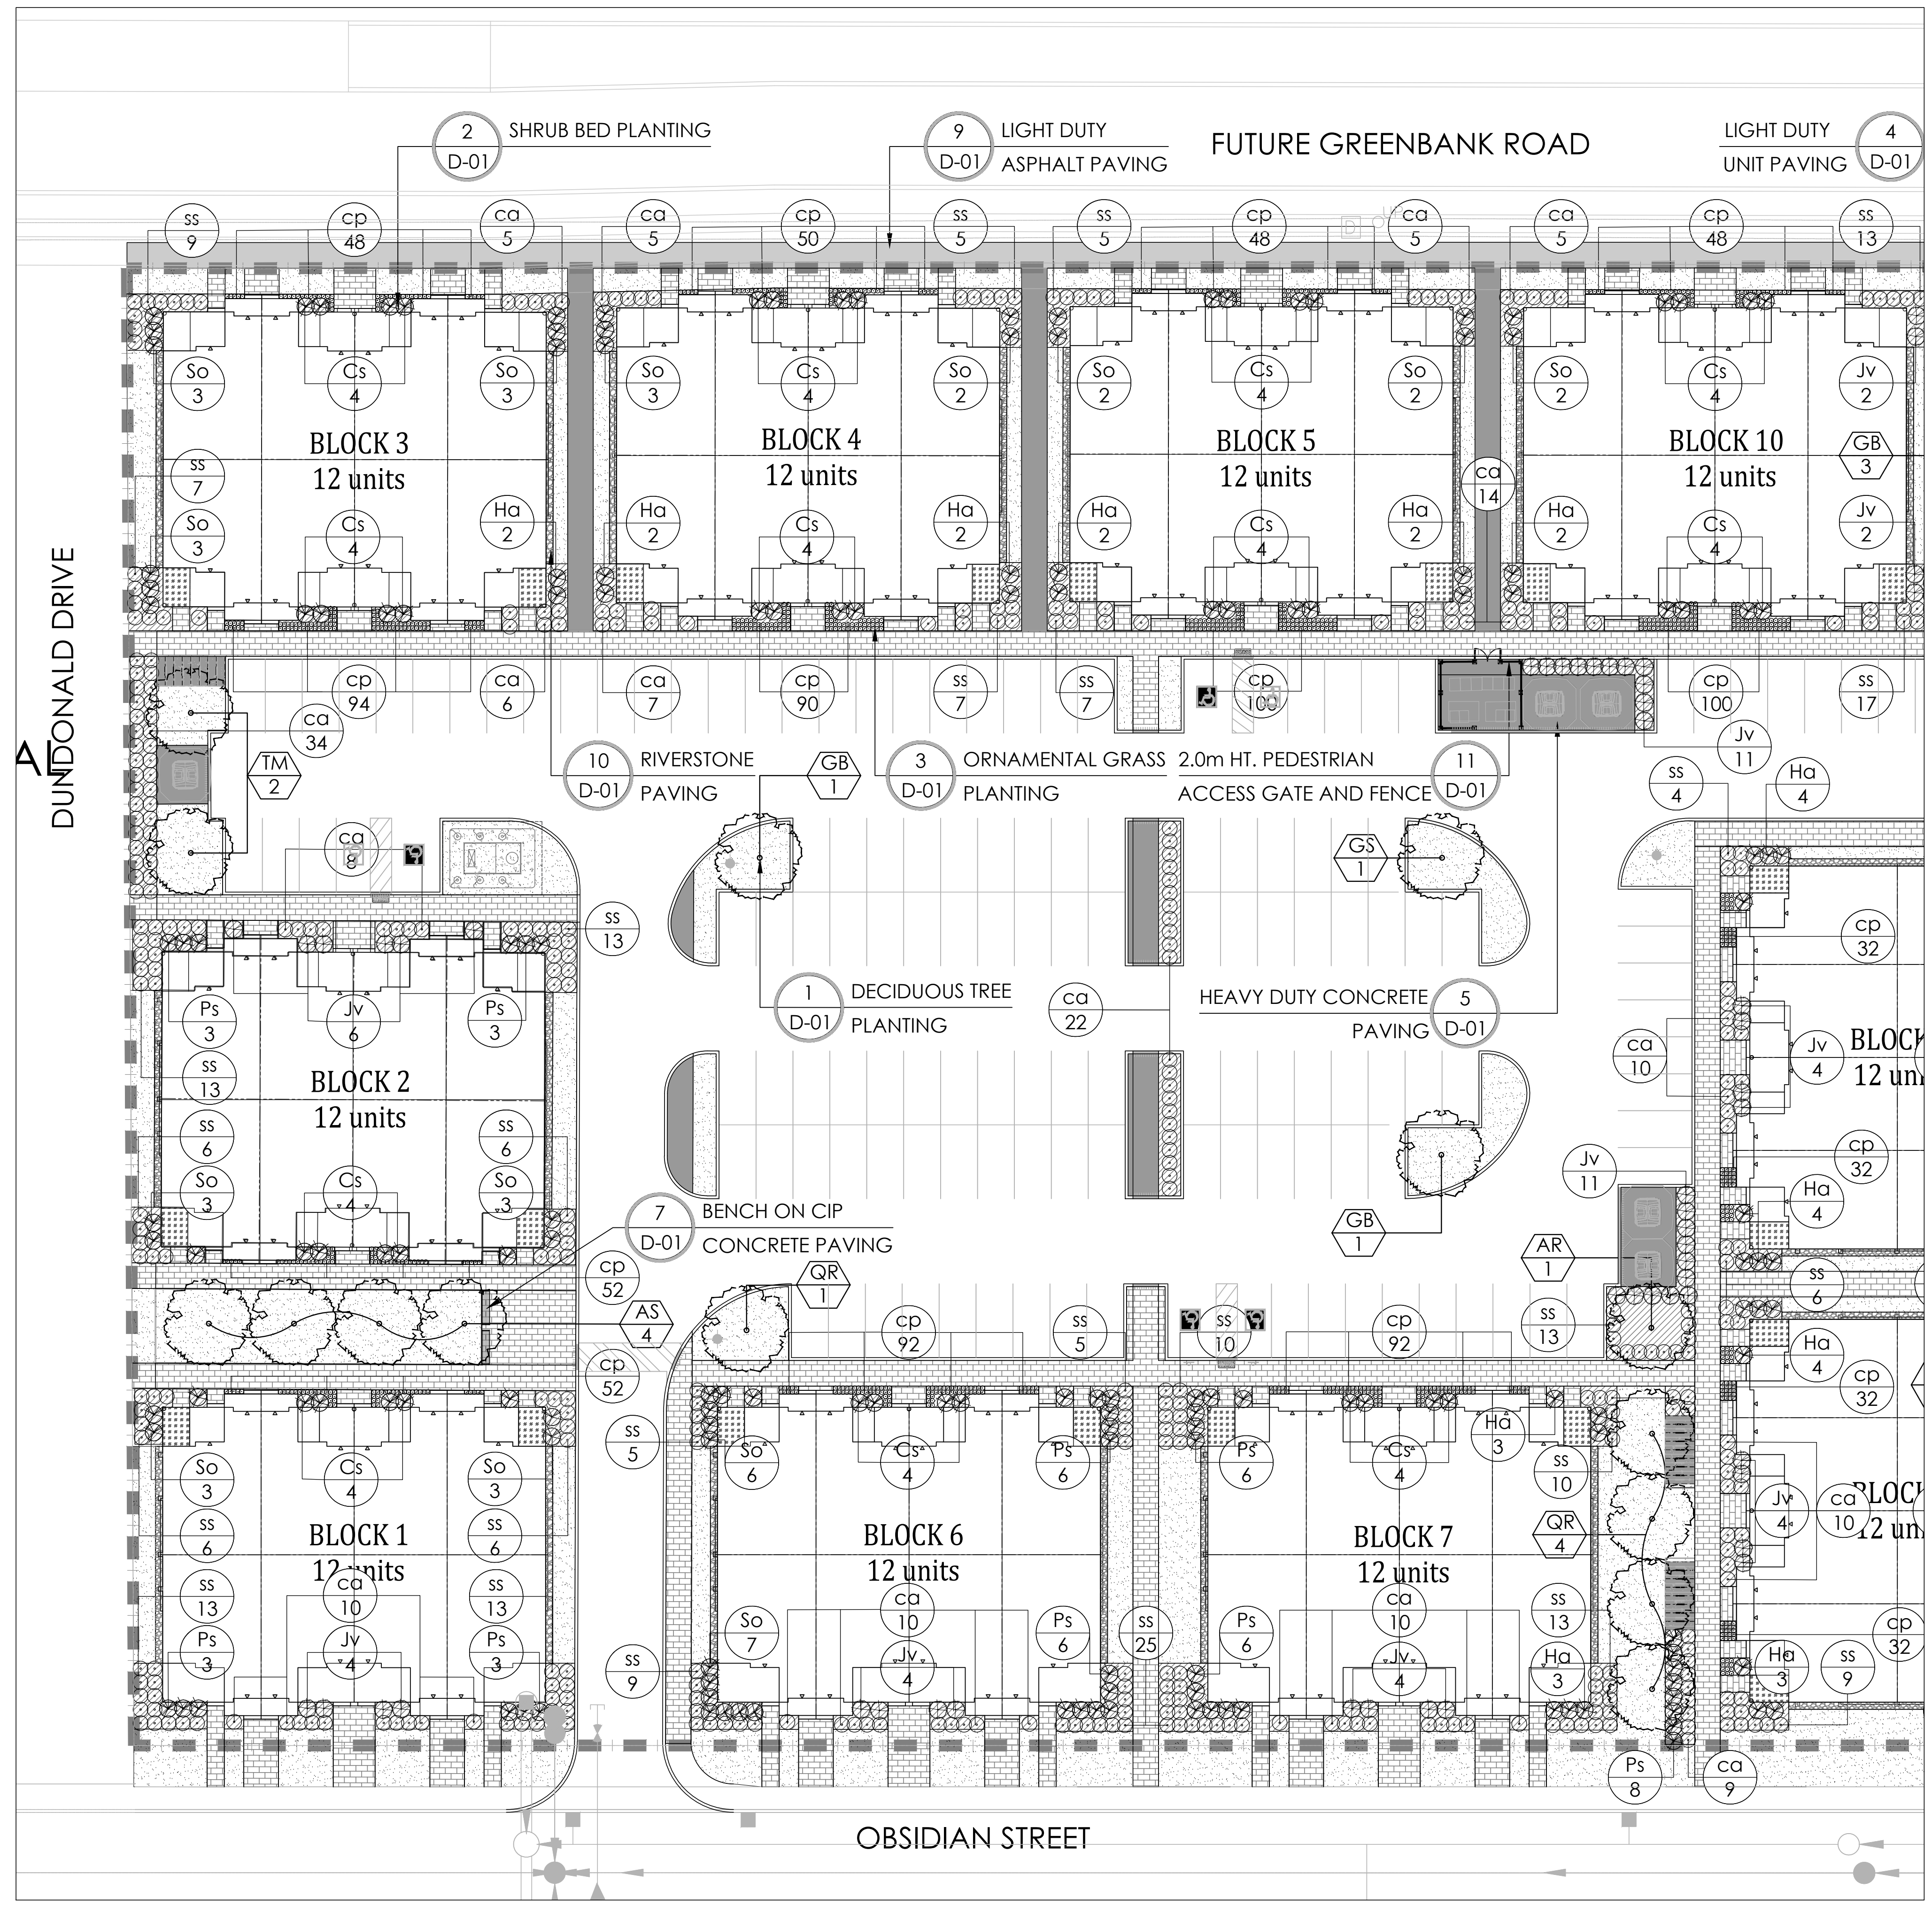 2
D-01
SHRUB BED PLANTING
9
D-01
LIGHT DUTY
ASPHALT PAVING
FUTURE GREENBANK ROAD
LIGHT DUTY
UNIT PAVING
4
D-01
ss
9
cp
48
ca
5
ca
5
cp
50
ss
5
ss
5
cp
48
D
UP
ca
5
ca
5
cp
48
ss
13
So
3
Cs
4
So
3
So
3
Cs
4
So
2
So
2
Cs
4
So
2
So
2
Cs
4
Jv
2
BLOCK 3
12 units
BLOCK 4
12 units
BLOCK 5
12 units
BLOCK 10
12 units
GB
3
ss
7
ca
14
So
3
Cs
4
Ha
2
Ha
2
Cs
4
Ha
2
Ha
2
Cs
4
Ha
2
Ha
2
Cs
4
Jv
2
DUNDONALD DRIVE
AL
cp
94
ca
6
ca
7
cp
90
ss
7
ss
7
cp
100
cp
100
ss
17
ca
34
Jv
11
TM
2
10
D-01
RIVERSTONE
PAVING
GB
1
3
D-01
ORNAMENTAL GRASS
PLANTING
2.0m HT. PEDESTRIAN
ACCESS GATE AND FENCE
11
D-01
ss
4
Ha
4
ca
8
GS
1
ss
13
cp
32
1
D-01
DECIDUOUS TREE
PLANTING
ca
22
HEAVY DUTY CONCRETE
PAVING
5
D-01
Ps
3
Jv
6
Ps
3
ca
10
Jv
4
BLOCK
12 un
ss
13
BLOCK 2
12 units
ss
6
ss
6
cp
32
Jv
11
So
3
Cs
4
So
3
Ha
4
7
D-01
BENCH ON CIP
CONCRETE PAVING
GB
1
AR
1
cp
52
QR
1
ss
6
AS
4
cp
92
ss
5
ss
10
cp
92
ss
13
Ha
4
cp
52
cp
32
ss
5
So
6
Cs
4
Ps
6
Ps
6
Cs
4
Ha
3
ss
10
So
3
Cs
4
So
3
Jv
4
ca
10
BLOCK
12 un
ss
6
BLOCK 1
12 units
ss
6
BLOCK 6
12 units
BLOCK 7
12 units
QR
4
ss
13
ca
10
ss
13
ca
10
ca
10
ss
13
So
7
Ps
6
ss
25
Ps
6
cp
32
Ps
3
Jv
4
Ps
3
ss
9
Jv
4
Jv
4
Ha
3
Ha
3
ss
9
Ps
8
ca
9
OBSIDIAN STREET